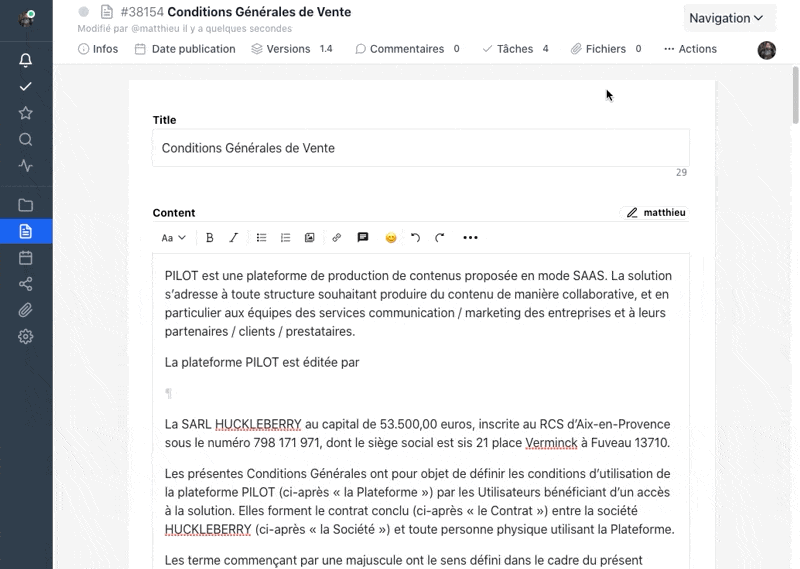 #38154 Conditions Générales de Vente
Navigation
Modifié par @matthieu il y a quelques secondes
Infos Date publication Versions 1.4 Commentaires 0 Tâches 4 Fichiers 0 Actions
Title
Conditions Générales de Vente
29
Content
matthieu
Aa B I
PILOT est une plateforme de production de contenus proposée en mode SAAS. La solution
s’adresse à toute structure souhaitant produire du contenu de manière collaborative, et en
particulier aux équipes des services communication / marketing des entreprises et à leurs
partenaires / clients / prestataires.
La plateforme PILOT est éditée par
¶
La SARL HUCKLEBERRY au capital de 53.500,00 euros, inscrite au RCS d’Aix-en-Provence
sous le numéro 798 171 971, dont le siège social est sis 21 place Verminck à Fuveau 13710.
Les présentes Conditions Générales ont pour objet de définir les conditions d’utilisation de
la plateforme PILOT (ci-après « la Plateforme ») par les Utilisateurs bénéficiant d’un accès
à la solution. Elles forment le contrat conclu (ci-après « le Contrat ») entre la société
HUCKLEBERRY (ci-après « la Société ») et toute personne physique utilisant la Plateforme.
Les terme commençant par une majuscule ont le sens défini dans le cadre du présent